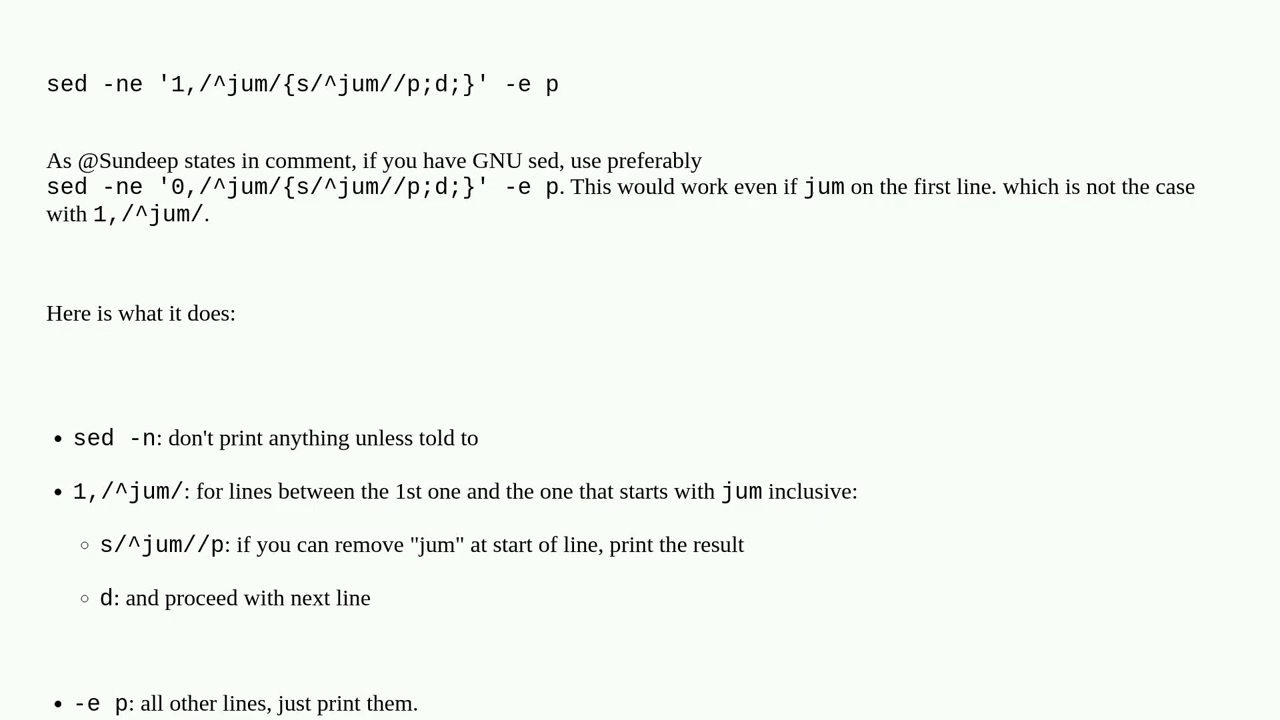 sed -ne '1,/^jum/{s/^jum//p;d;}' -e p
As @Sundeep states in comment, if you have GNU sed, use preferably
sed -ne '0,/^jum/{s/^jum//p;d;}' -e p. This would work even if jum on the first line. which is not the case
with 1,/^jum/.
Here is what it does:
• sed -n: don't print anything unless told to
• 1,/^jum/: for lines between the 1st one and the one that starts with jum inclusive:
◦ s/^jum//p: if you can remove "jum" at start of line, print the result
◦ d: and proceed with next line
• -e p: all other lines, just print them.